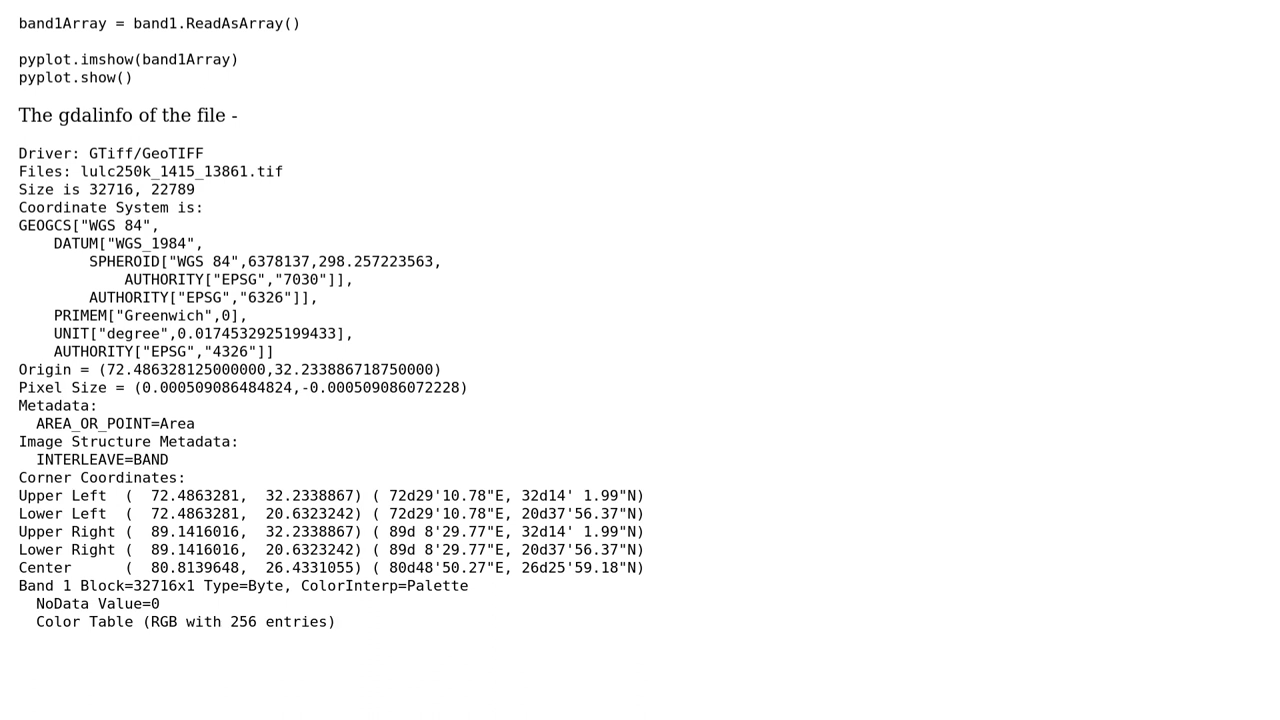 band1Array = band1.ReadAsArray()
pyplot.imshow(band1Array)
pyplot.show()
The gdalinfo of the file -
Driver: GTiff/GeoTIFF
Files: lulc250k_1415_13861.tif
Size is 32716, 22789
Coordinate System is:
GEOGCS["WGS 84",
    DATUM["WGS_1984",
        SPHEROID["WGS 84",6378137,298.257223563,
            AUTHORITY["EPSG","7030"]],
        AUTHORITY["EPSG","6326"]],
    PRIMEM["Greenwich",0],
    UNIT["degree",0.0174532925199433],
    AUTHORITY["EPSG","4326"]]
Origin = (72.486328125000000,32.233886718750000)
Pixel Size = (0.000509086484824,-0.000509086072228)
Metadata:
  AREA_OR_POINT=Area
Image Structure Metadata:
  INTERLEAVE=BAND
Corner Coordinates:
Upper Left  (  72.4863281,  32.2338867) ( 72d29'10.78"E, 32d14' 1.99"N)
Lower Left  (  72.4863281,  20.6323242) ( 72d29'10.78"E, 20d37'56.37"N)
Upper Right (  89.1416016,  32.2338867) ( 89d 8'29.77"E, 32d14' 1.99"N)
Lower Right (  89.1416016,  20.6323242) ( 89d 8'29.77"E, 20d37'56.37"N)
Center      (  80.8139648,  26.4331055) ( 80d48'50.27"E, 26d25'59.18"N)
Band 1 Block=32716x1 Type=Byte, ColorInterp=Palette
  NoData Value=0
  Color Table (RGB with 256 entries)